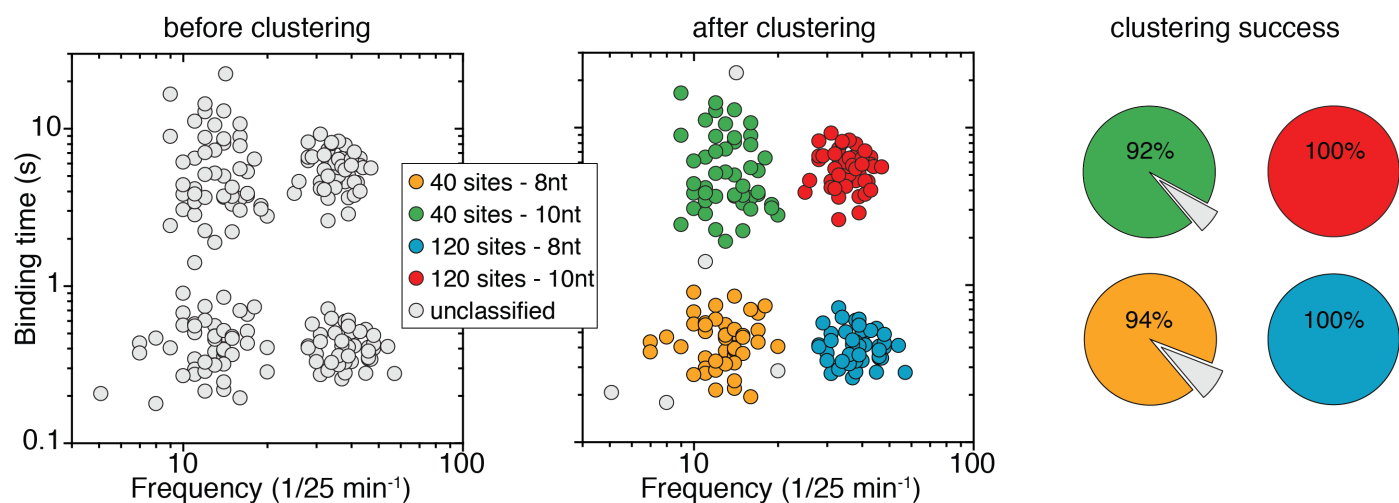 before clustering
after clustering
clustering success
Binding time (s)
10
1
0.1
10
100
Frequency (1/25 min⁻¹)
40 sites - 8nt
40 sites - 10nt
120 sites - 8nt
120 sites - 10nt
unclassified
10
100
Frequency (1/25 min⁻¹)
92%
100%
94%
100%